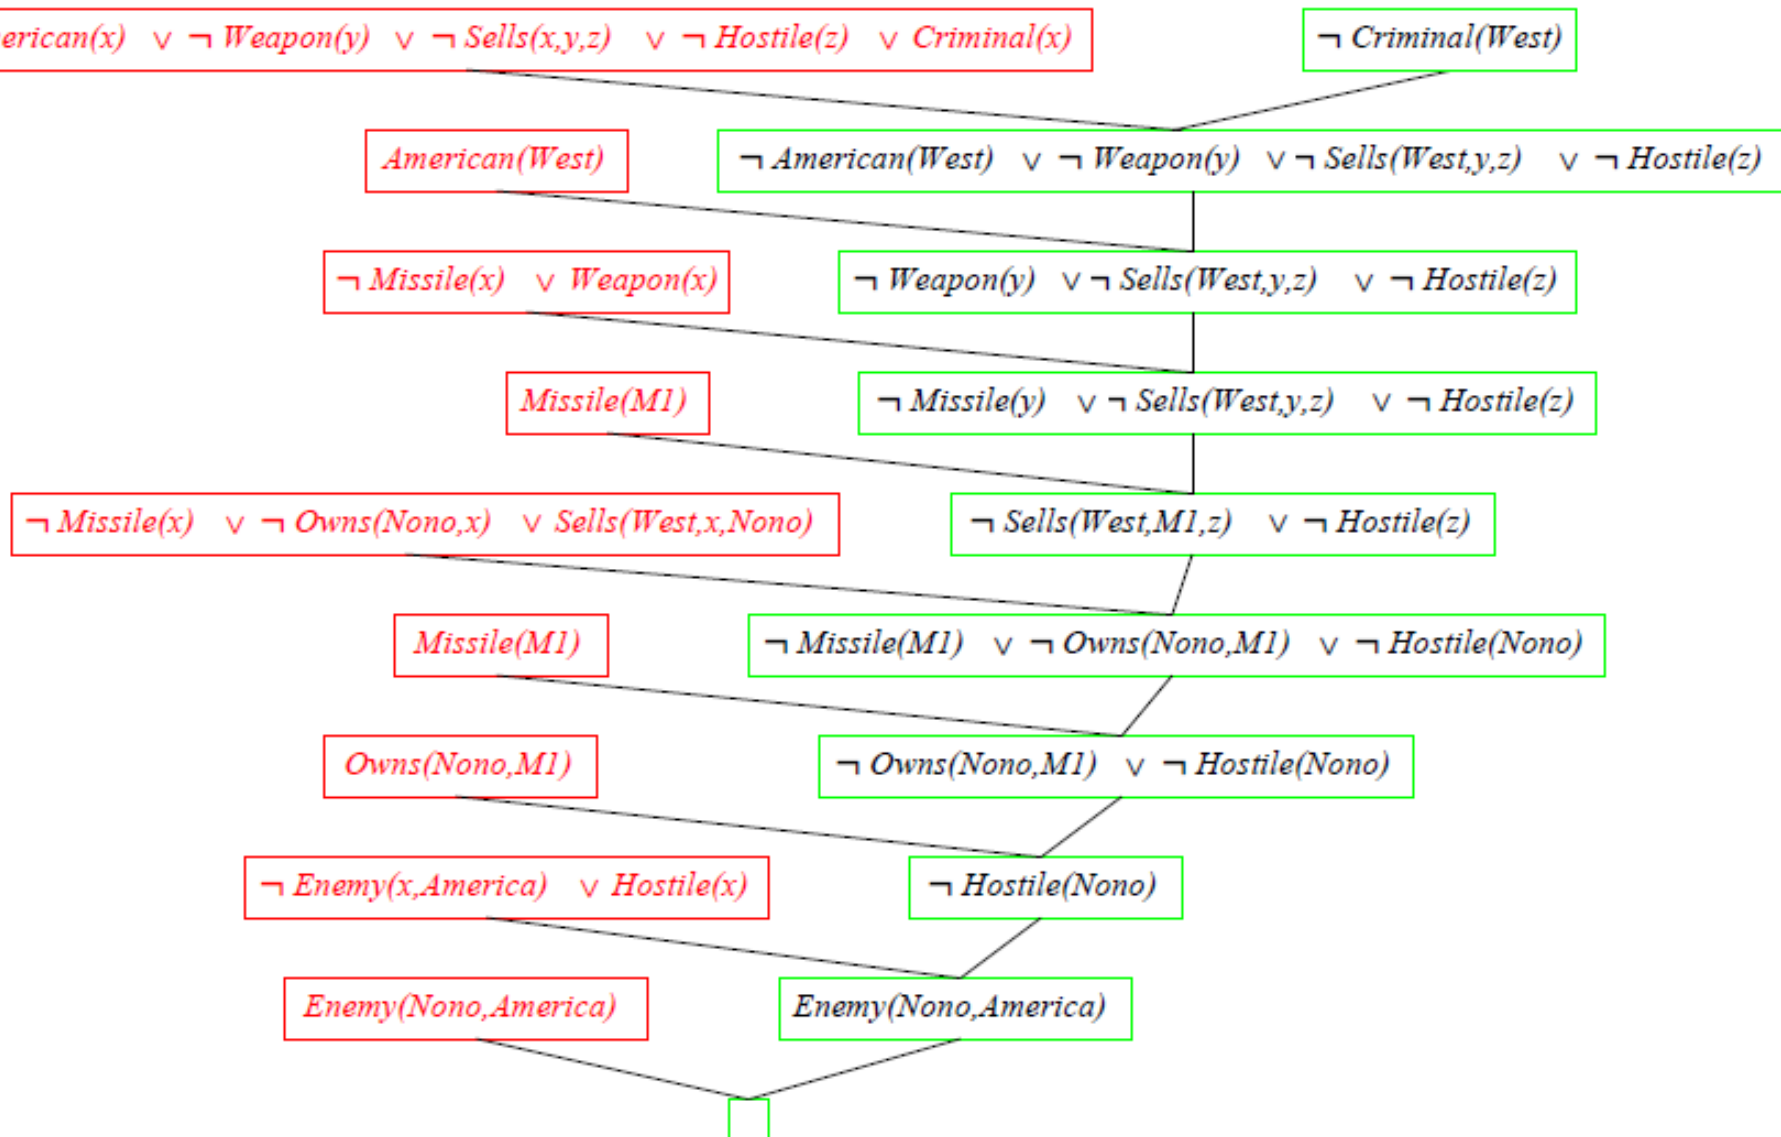 erican(x) ∨ ¬ Weapon(y) ∨ ¬ Sells(x,y,z) ∨ ¬ Hostile(z) ∨ Criminal(x) ¬ Criminal(West)
American(West) ¬ American(West) ∨ ¬ Weapon(y) ∨ ¬ Sells(West,y,z) ∨ ¬ Hostile(z)
¬ Missile(x) ∨ Weapon(x) ¬ Weapon(y) ∨ ¬ Sells(West,y,z) ∨ ¬ Hostile(z)
Missile(M1) ¬ Missile(y) ∨ ¬ Sells(West,y,z) ∨ ¬ Hostile(z)
¬ Missile(x) ∨ ¬ Owns(Nono,x) ∨ Sells(West,x,Nono) ¬ Sells(West,M1,z) ∨ ¬ Hostile(z)
Missile(M1) ¬ Missile(M1) ∨ ¬ Owns(Nono,M1) ∨ ¬ Hostile(Nono)
Owns(Nono,M1) ¬ Owns(Nono,M1) ∨ ¬ Hostile(Nono)
¬ Enemy(x,America) ∨ Hostile(x) ¬ Hostile(Nono)
Enemy(Nono,America) Enemy(Nono,America)